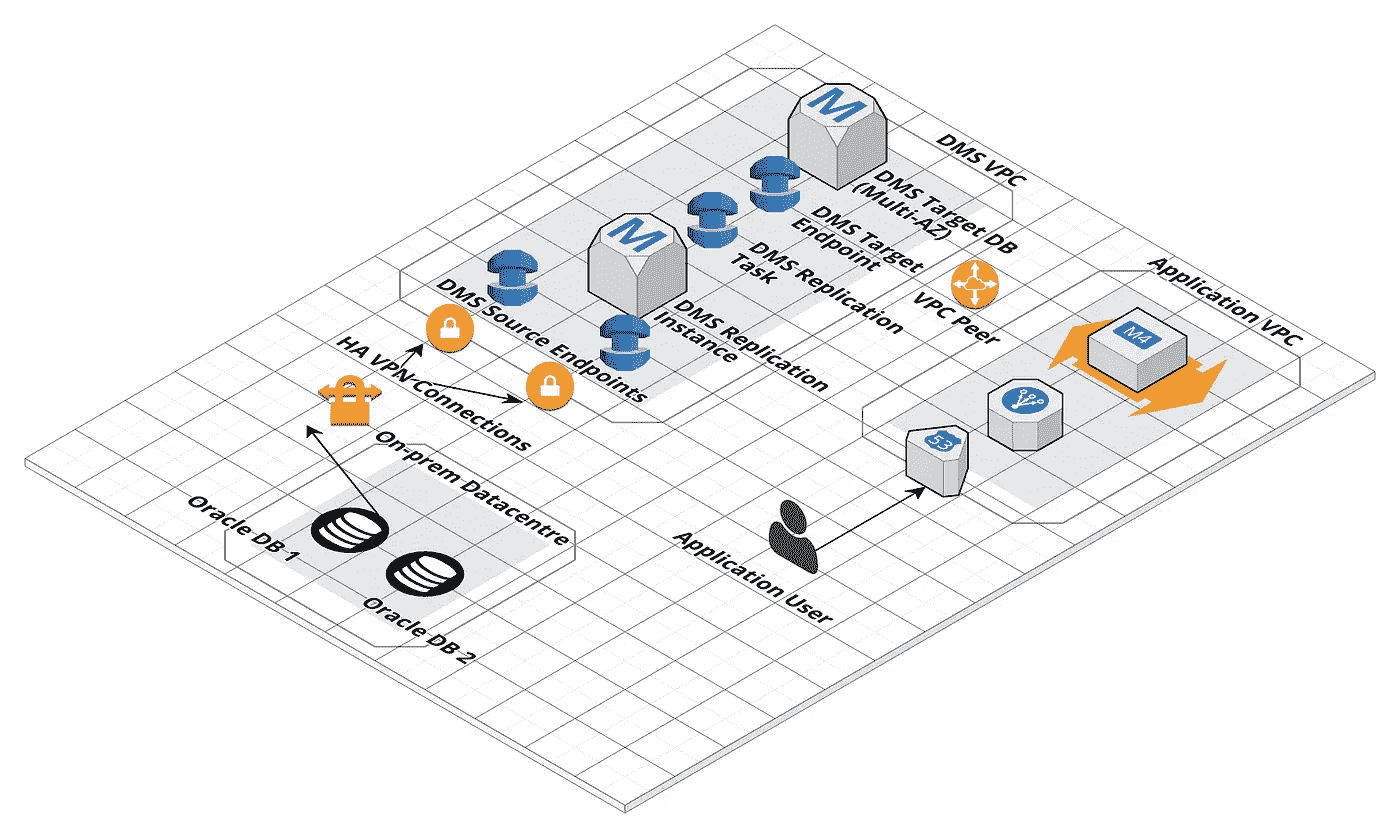 M
DMS VPC
DMS Target DB
(Multi-AZ)
DMS Target
Endpoint
M
DMS Replication
Task
VPC Peer
Application VPC
M4
DMS Source Endpoints
DMS Replication
Instance
HA VPN Connections
53
On-prem Datacentre
Oracle DB 1
Oracle DB 2
Application User